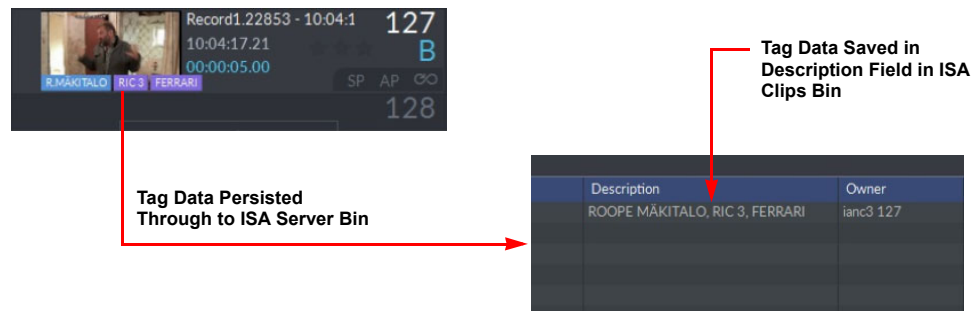 Record1.22853 - 10:04:1
127
10:04:17.21
B
00:00:05.00
R.MÄKITALO RIC 3 FERRARI
SP AP
128
Tag Data Saved in
Description Field in ISA
Clips Bin
Tag Data Persisted
Through to ISA Server Bin
Description Owner
ROOPE MÄKITALO, RIC 3, FERRARI ianc3 127